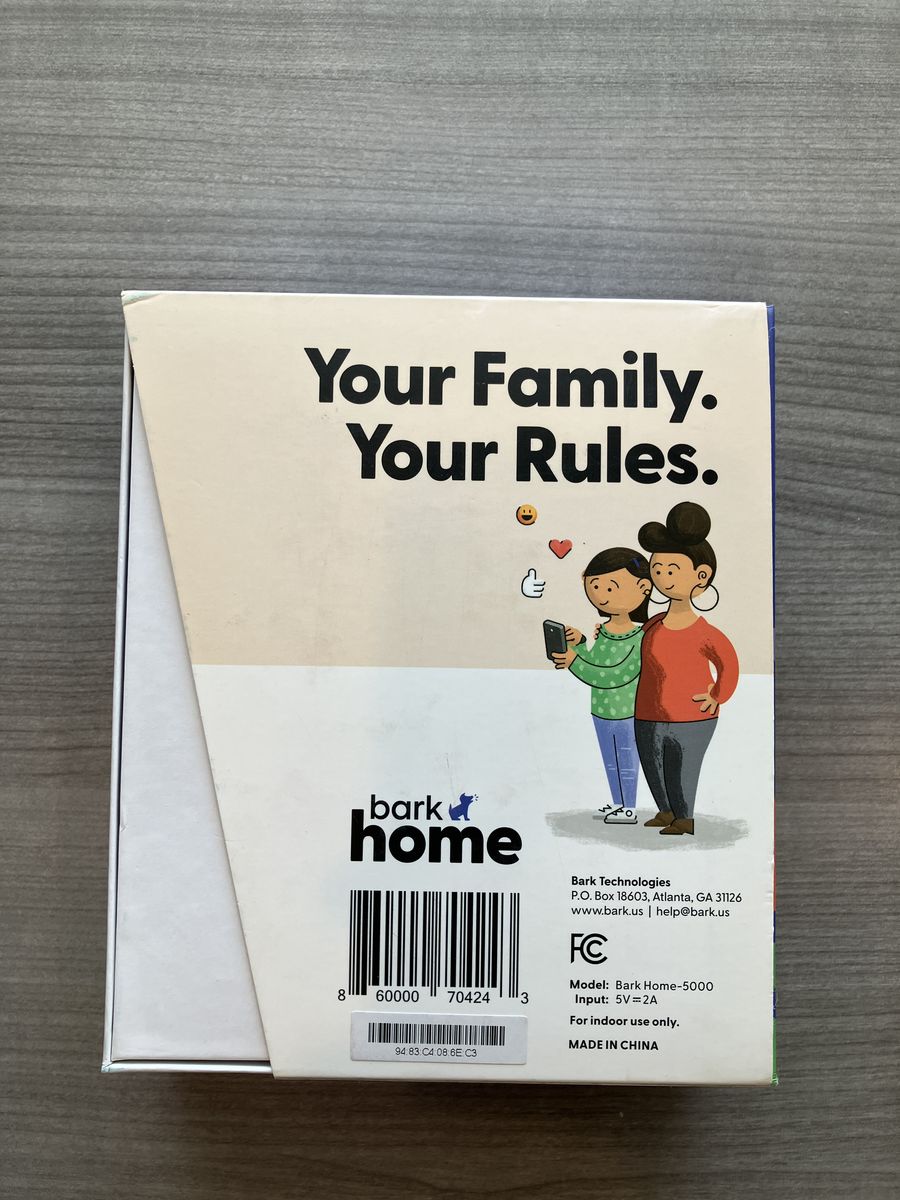 Your Family.
Your Rules.
bark
home
8 60000 70424 3
94:83:C4:08:6E:C3
Bark Technologies
P.O. Box 18603, Atlanta, GA 31126
www.bark.us | help@bark.us
FC
Model: Bark Home-5000
Input: 5V⎓2A
For indoor use only.
MADE IN CHINA